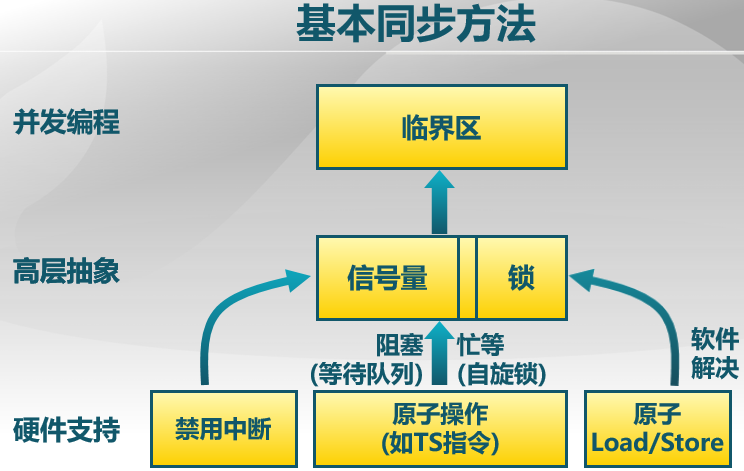 基本同步方法
并发编程
临界区
高层抽象
信号量
锁
阻塞
(等待队列)
忙等
(自旋锁)
软件
解决
硬件支持
禁用中断
原子操作
(如TS指令)
原子
Load/Store